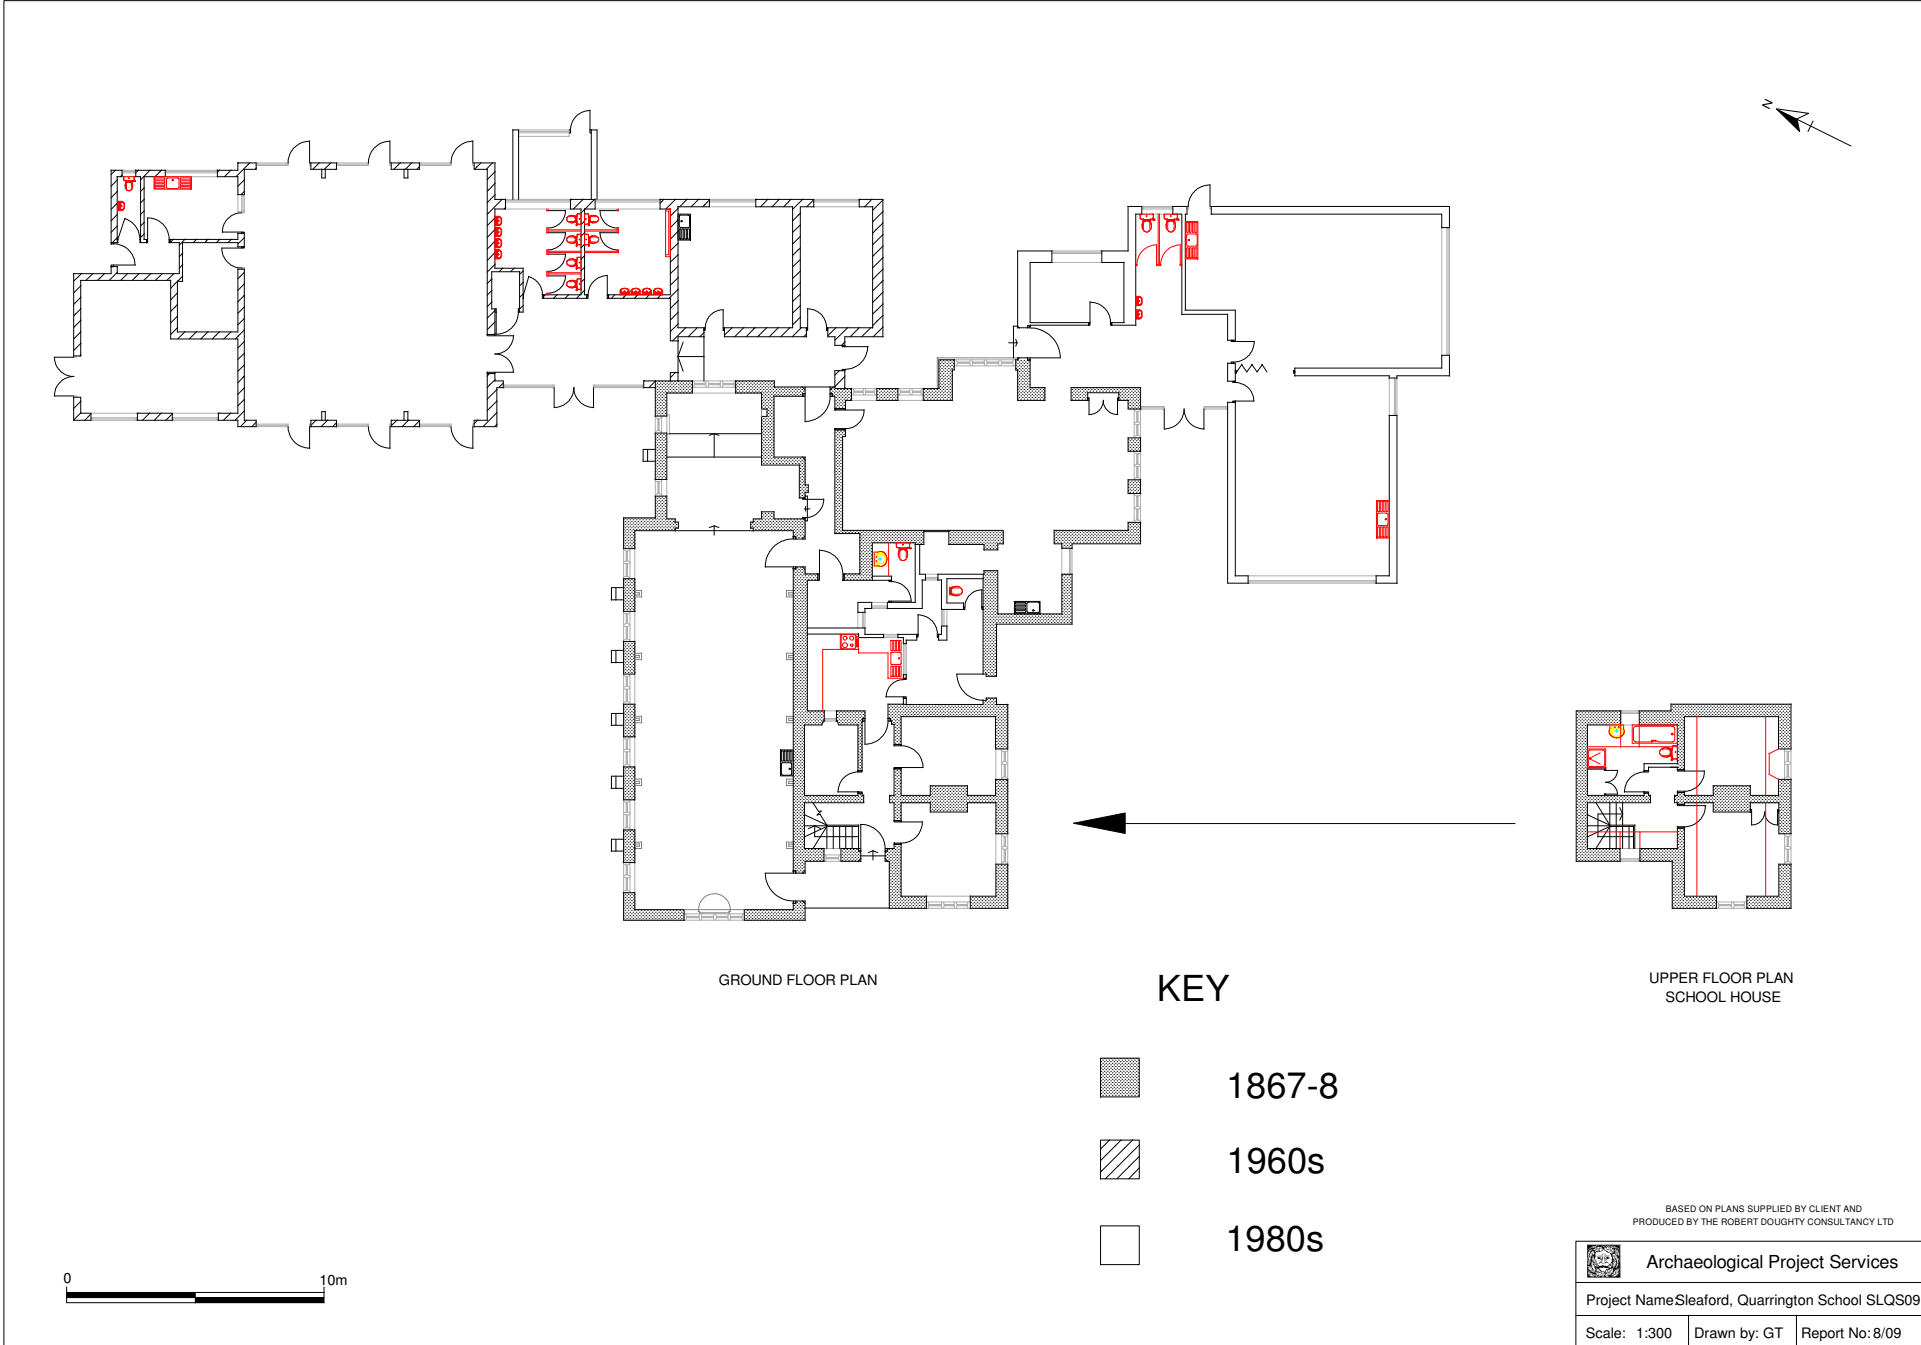 N
GROUND FLOOR PLAN
KEY
UPPER FLOOR PLAN
SCHOOL HOUSE
1867-8
1960s
1980s
BASED ON PLANS SUPPLIED BY CLIENT AND
PRODUCED BY THE ROBERT DOUGHTY CONSULTANCY LTD
Archaeological Project Services
Project Name:Sleaford, Quarrington School SLQS09
Scale: 1:300 Drawn by: GT Report No: 8/09
0 10m